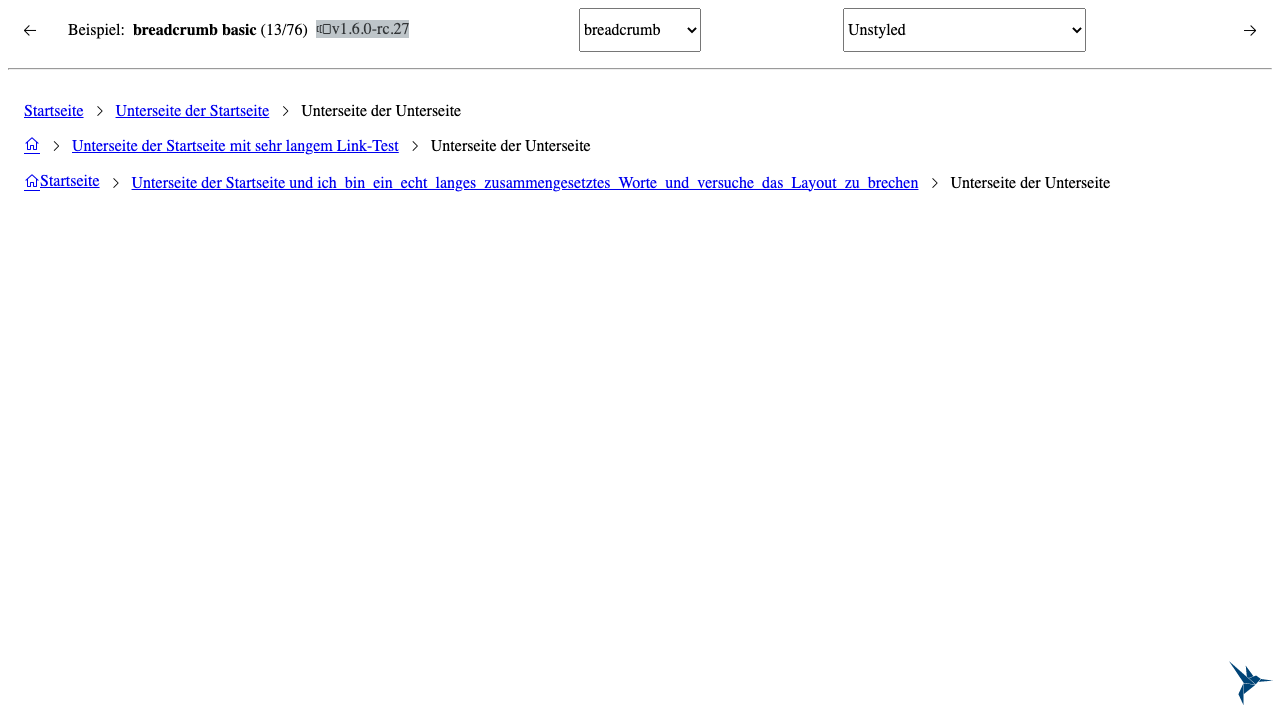 Beispiel: breadcrumb basic (13/76) v1.6.0-rc.27 breadcrumb Unstyled
Startseite Unterseite der Startseite Unterseite der Unterseite
Unterseite der Startseite mit sehr langem Link-Test Unterseite der Unterseite
Startseite Unterseite der Startseite und ich_bin_ein_echt_langes_zusammengesetztes_Worte_und_versuche_das_Layout_zu_brechen Unterseite der Unterseite